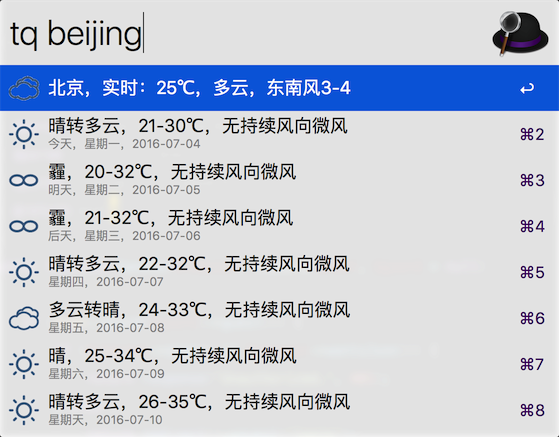 tq beijing
北京，实时：25℃，多云，东南风3-4
↩
晴转多云，21-30℃，无持续风向微风
今天，星期一，2016-07-04
⌘2
霾，20-32℃，无持续风向微风
明天，星期二，2016-07-05
⌘3
霾，21-32℃，无持续风向微风
后天，星期三，2016-07-06
⌘4
晴转多云，22-32℃，无持续风向微风
星期四，2016-07-07
⌘5
多云转晴，24-33℃，无持续风向微风
星期五，2016-07-08
⌘6
晴，25-34℃，无持续风向微风
星期六，2016-07-09
⌘7
晴转多云，26-35℃，无持续风向微风
星期天，2016-07-10
⌘8